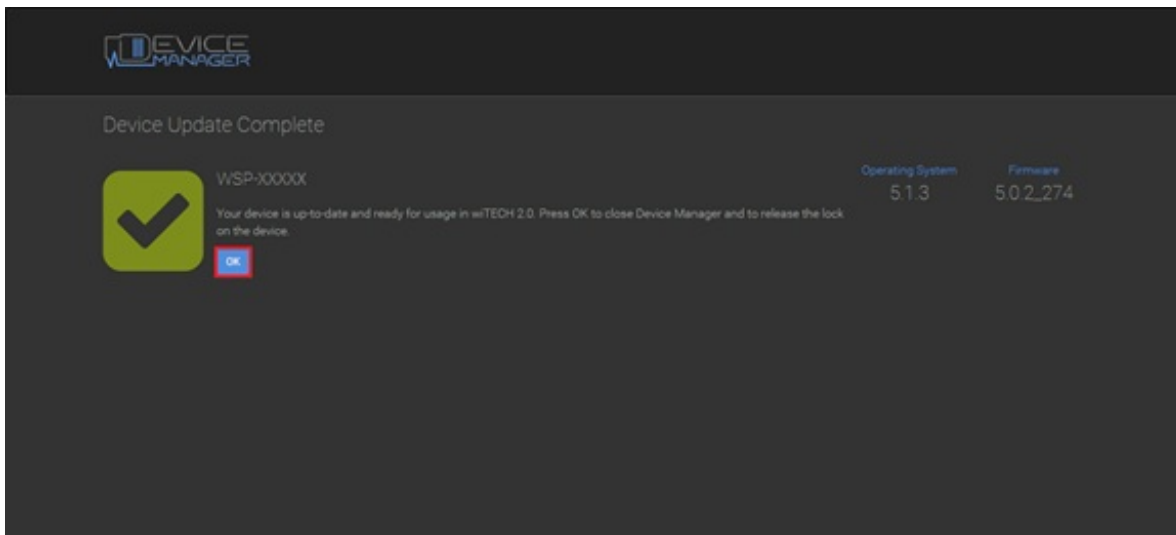 DEVICE
MANAGER
Device Update Complete
WSP-XXXXX
Operating System
Firmware
5.1.3
5.0.2_274
Your device is up-to-date and ready for usage in wiTECH 2.0. Press OK to close Device Manager and to release the lock
on the device.
OK